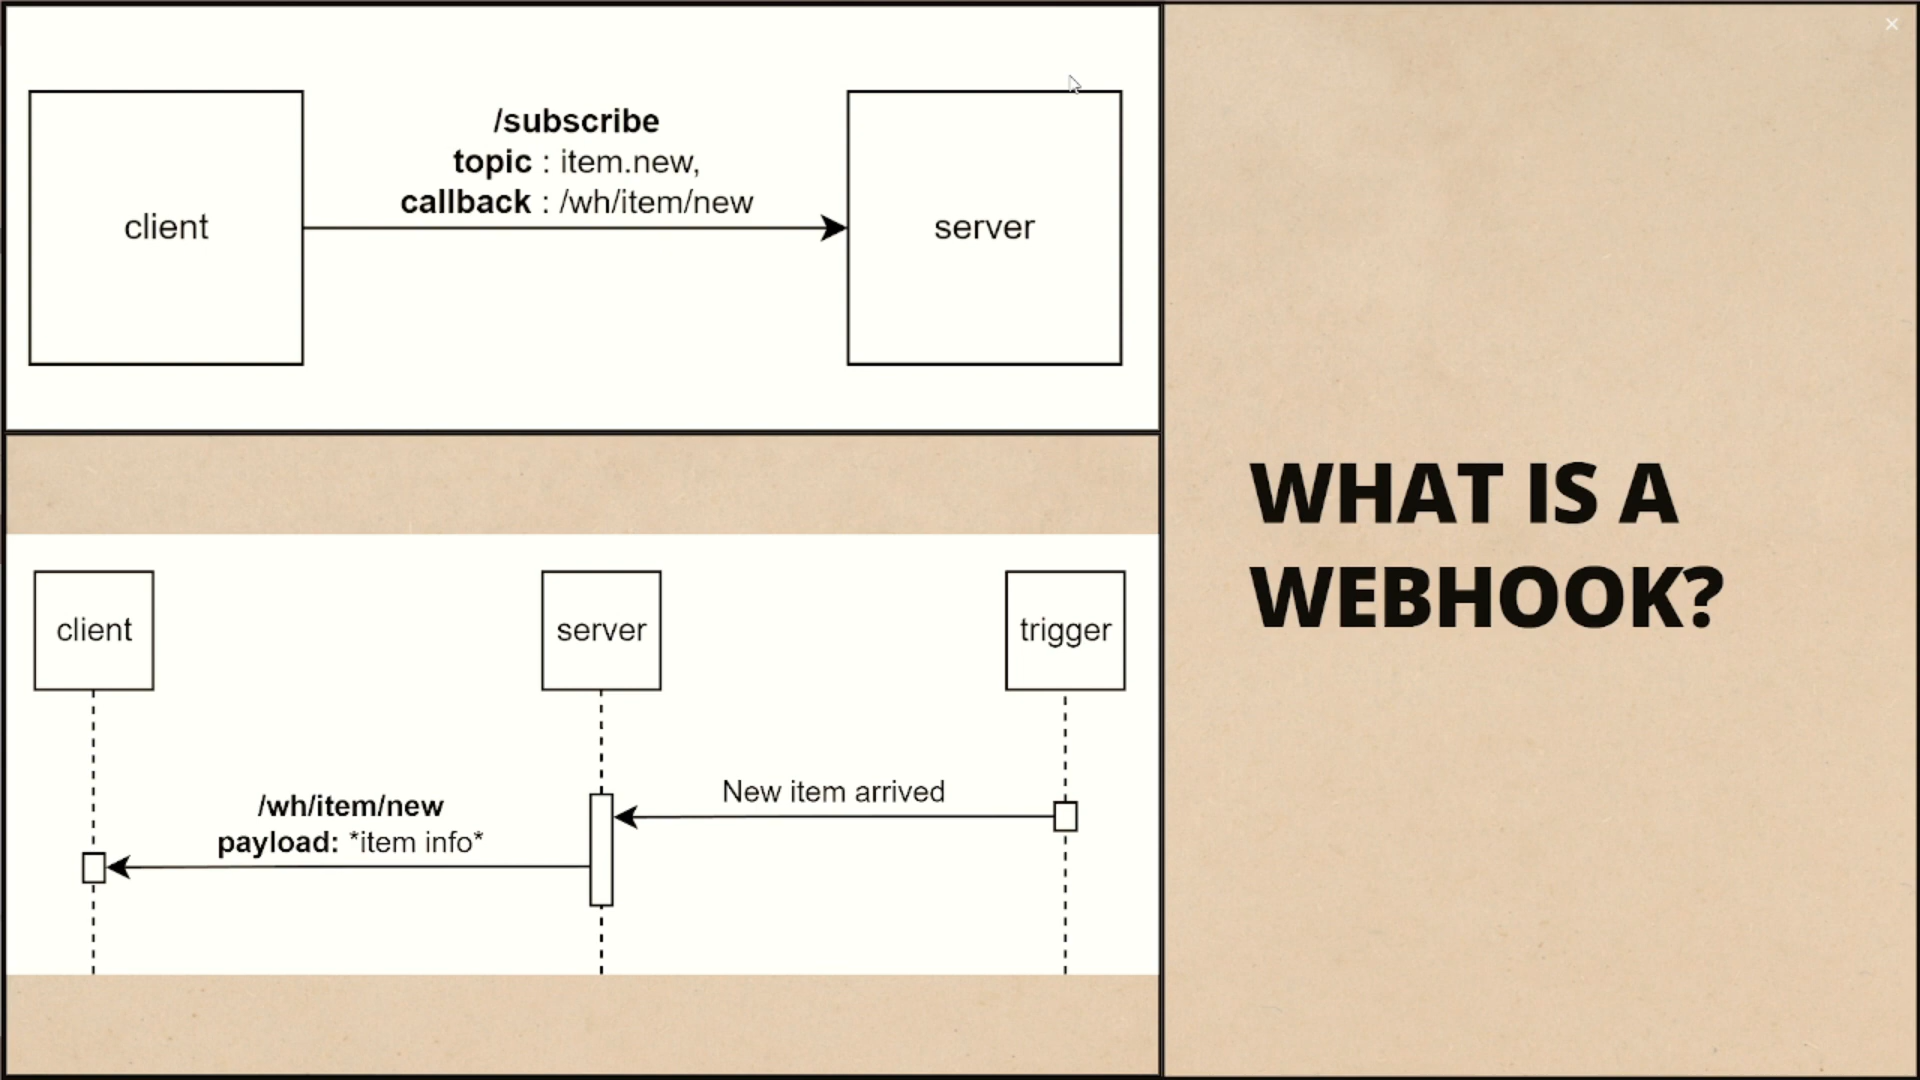 /subscribe
topic : item.new,
callback : /wh/item/new
client
server
client
server
trigger
New item arrived
/wh/item/new
payload: *item info*
WHAT IS A
WEBHOOK?